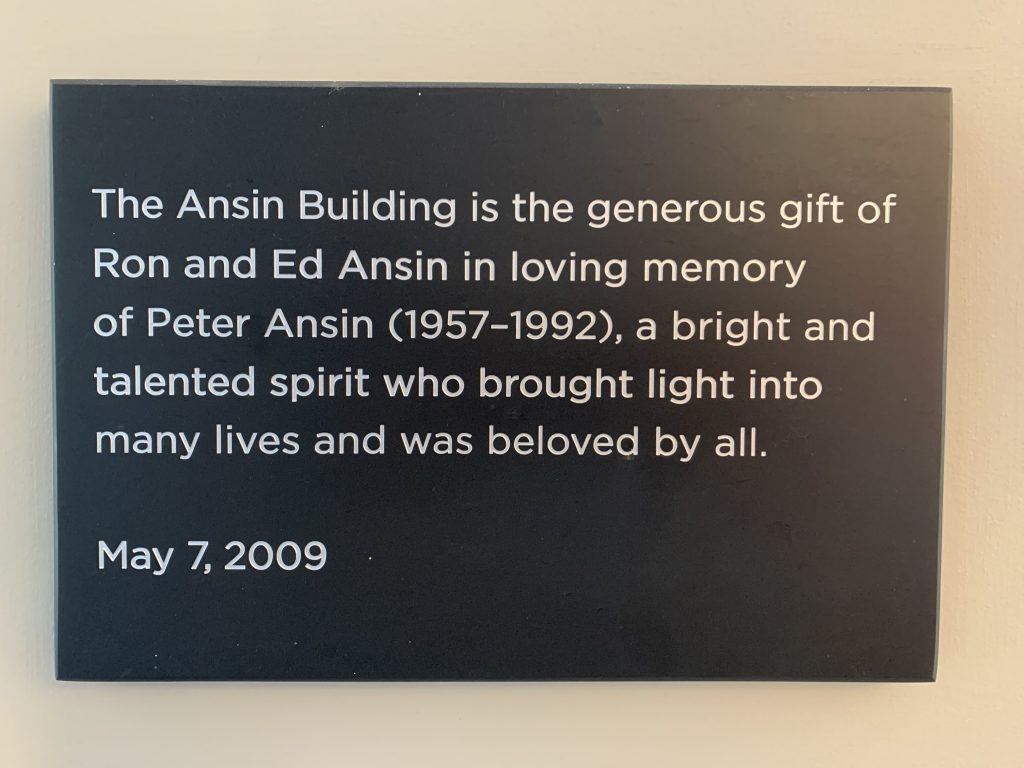 The Ansin Building is the generous gift of
Ron and Ed Ansin in loving memory
of Peter Ansin (1957–1992), a bright and
talented spirit who brought light into
many lives and was beloved by all.
May 7, 2009